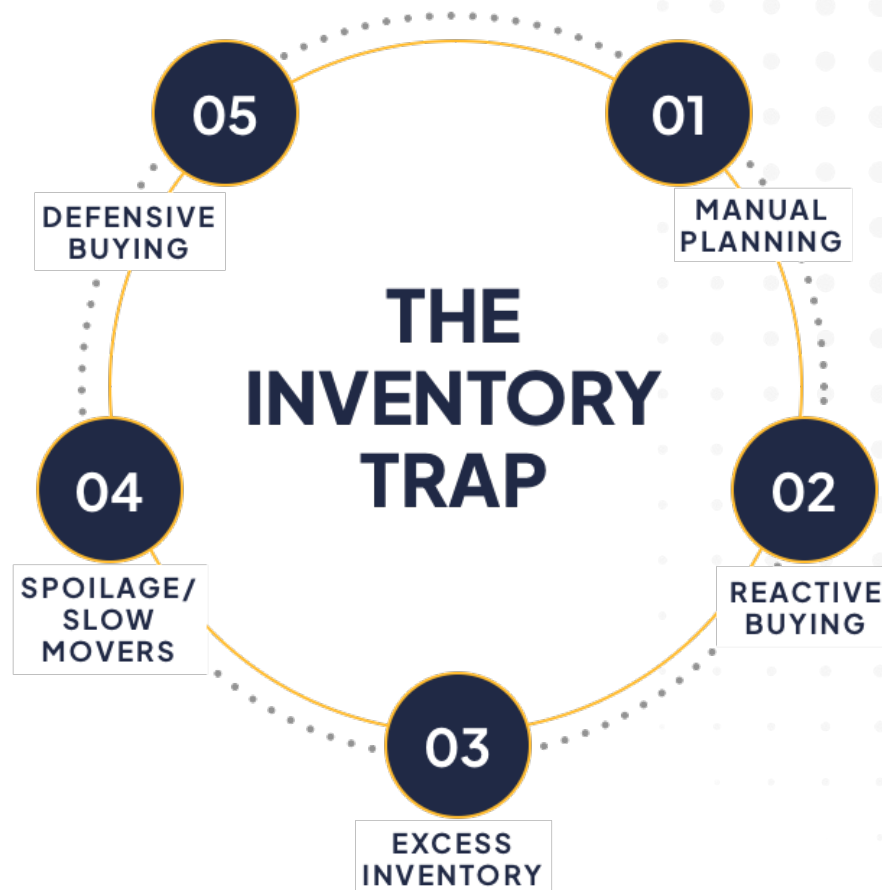 THE
INVENTORY
TRAP
01
MANUAL
PLANNING
02
REACTIVE
BUYING
03
EXCESS
INVENTORY
04
SPOILAGE/
SLOW
MOVERS
05
DEFENSIVE
BUYING